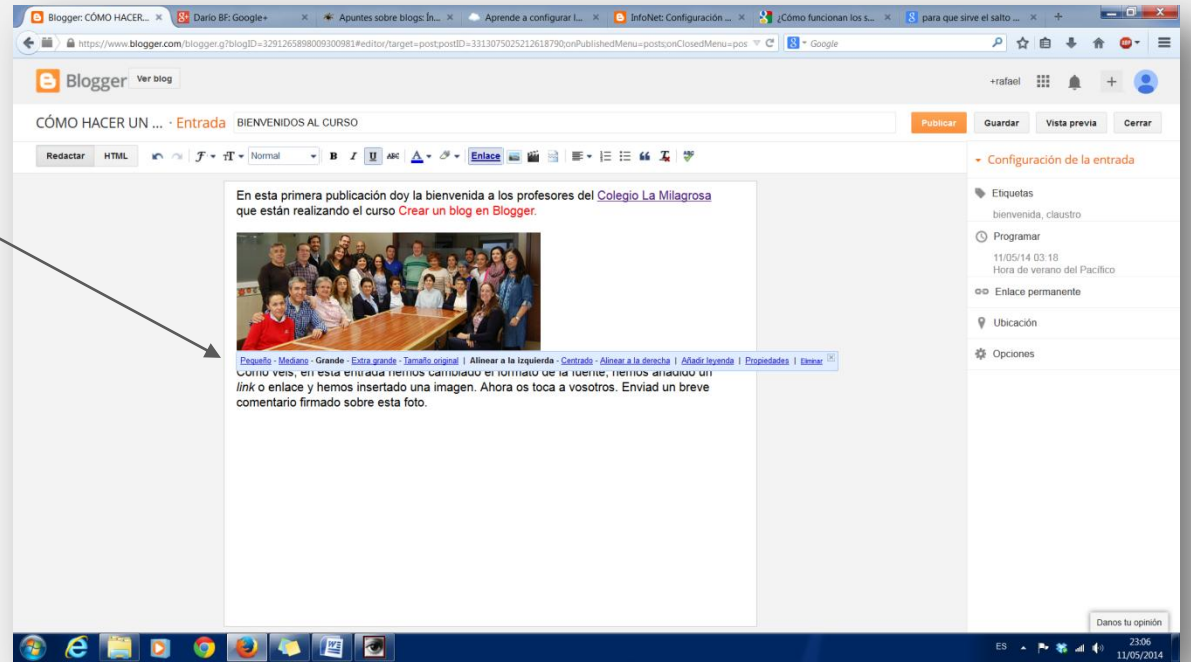 Blogger: CÓMO HACER... ×
Darío BF: Google+ ×
Apuntes sobre blogs: Ín... ×
Aprende a configurar l... ×
InfoNet: Configuración ... ×
¿Cómo funcionan los s... ×
para que sirve el salto ... ×
https://www.blogger.com/blogger.g?blogID=3291265898009300981#editor/target=post;postID=3313075025212618790;onPublishedMenu=posts;onClosedMenu=pos
Google
Blogger Ver blog
+rafael
CÓMO HACER UN ... · Entrada BIENVENIDOS AL CURSO
Publicar Guardar Vista previa Cerrar
Redactar HTML Normal B I U ABC A Enlace
Configuración de la entrada
Etiquetas
bienvenida, claustro
Programar
11/05/14 03:18
Hora de verano del Pacífico
Enlace permanente
Ubicación
Opciones
En esta primera publicación doy la bienvenida a los profesores del Colegio La Milagrosa
que están realizando el curso Crear un blog en Blogger.
Pequeño - Mediano - Grande - Extra grande - Tamaño original | Alinear a la izquierda - Centrado - Alinear a la derecha | Añadir leyenda | Propiedades | Eliminar
Como veis, en esta entrada hemos cambiado el formato de la fuente, hemos añadido un
link o enlace y hemos insertado una imagen. Ahora os toca a vosotros. Enviad un breve
comentario firmado sobre esta foto.
Danos tu opinión
ES
23:06
11/05/2014